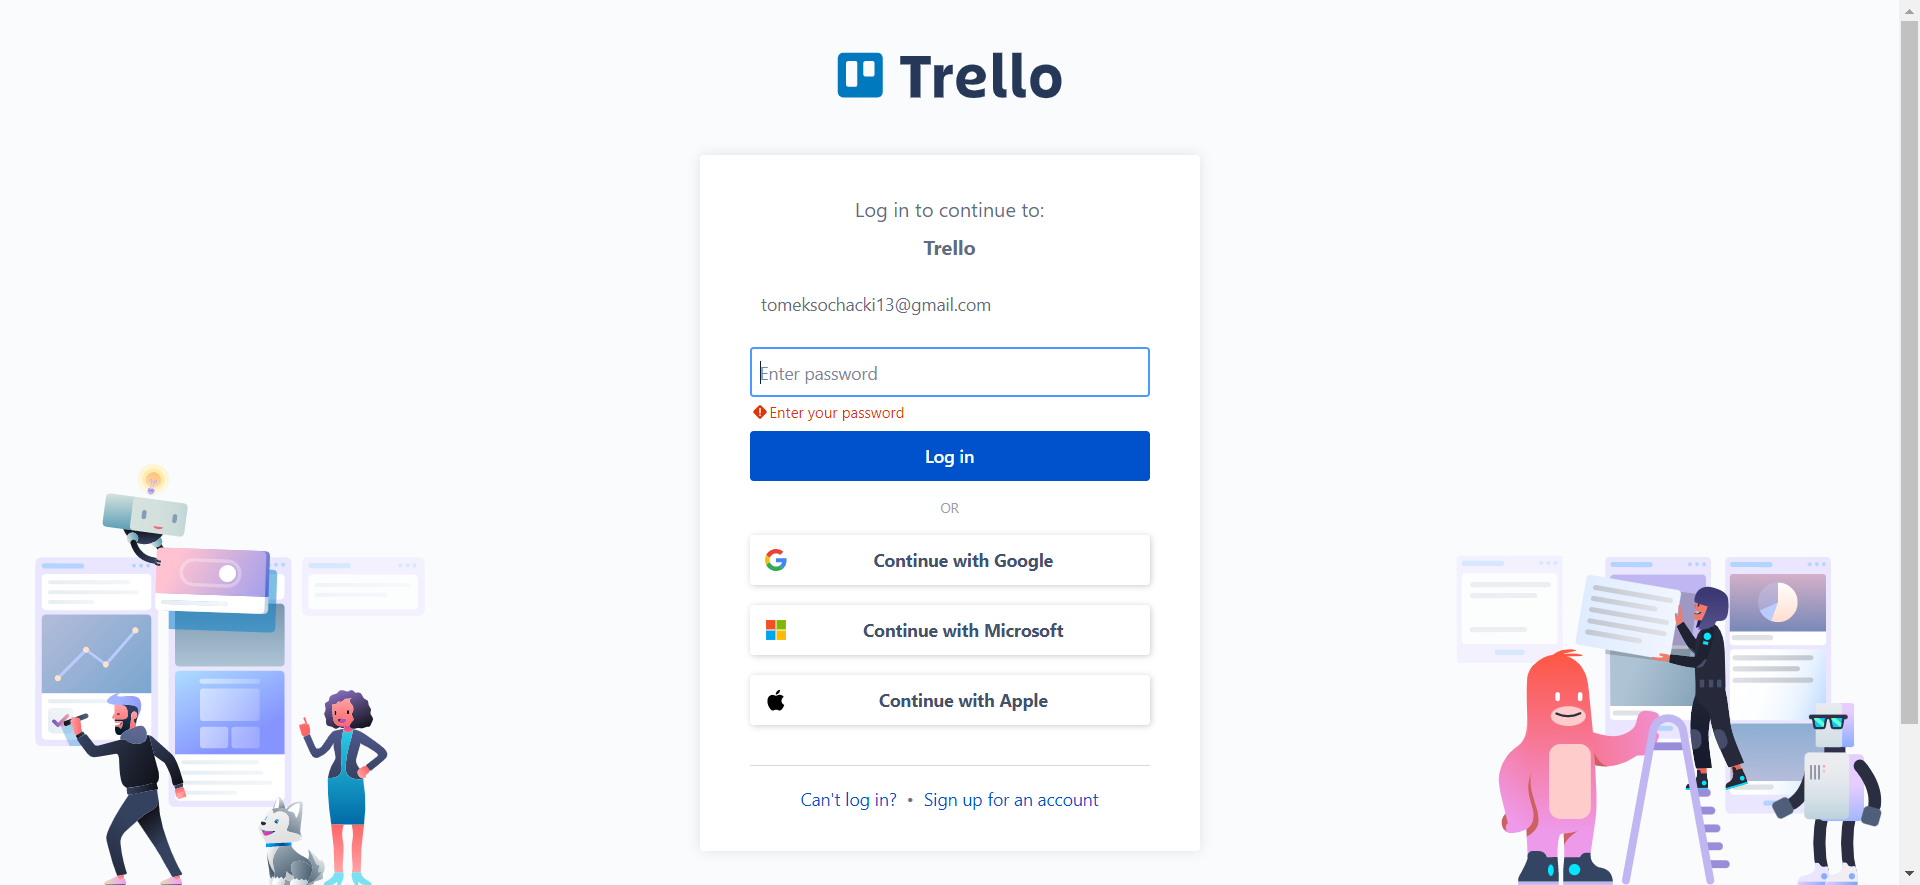 Trello
Log in to continue to:
Trello
tomeksochacki13@gmail.com
Enter password
Enter your password
Log in
OR
Continue with Google
Continue with Microsoft
Continue with Apple
Can't log in? • Sign up for an account